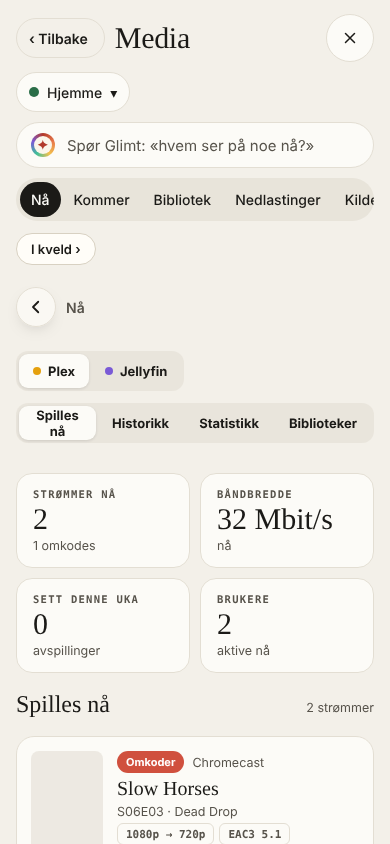 ‹ Tilbake
Media
×
Hjemme ▾
Spør Glimt: «hvem ser på noe nå?»
Nå
Kommer
Bibliotek
Nedlastinger
Kilde
I kveld ›
Nå
Plex
Jellyfin
Spilles
nå
Historikk
Statistikk
Biblioteker
STRØMMER NÅ
2
1 omkodes
BÅNDBREDDE
32 Mbit/s
nå
SETT DENNE UKA
0
avspillinger
BRUKERE
2
aktive nå
Spilles nå
2 strømmer
Omkoder
Chromecast
Slow Horses
S06E03 · Dead Drop
1080p → 720p
EAC3 5.1